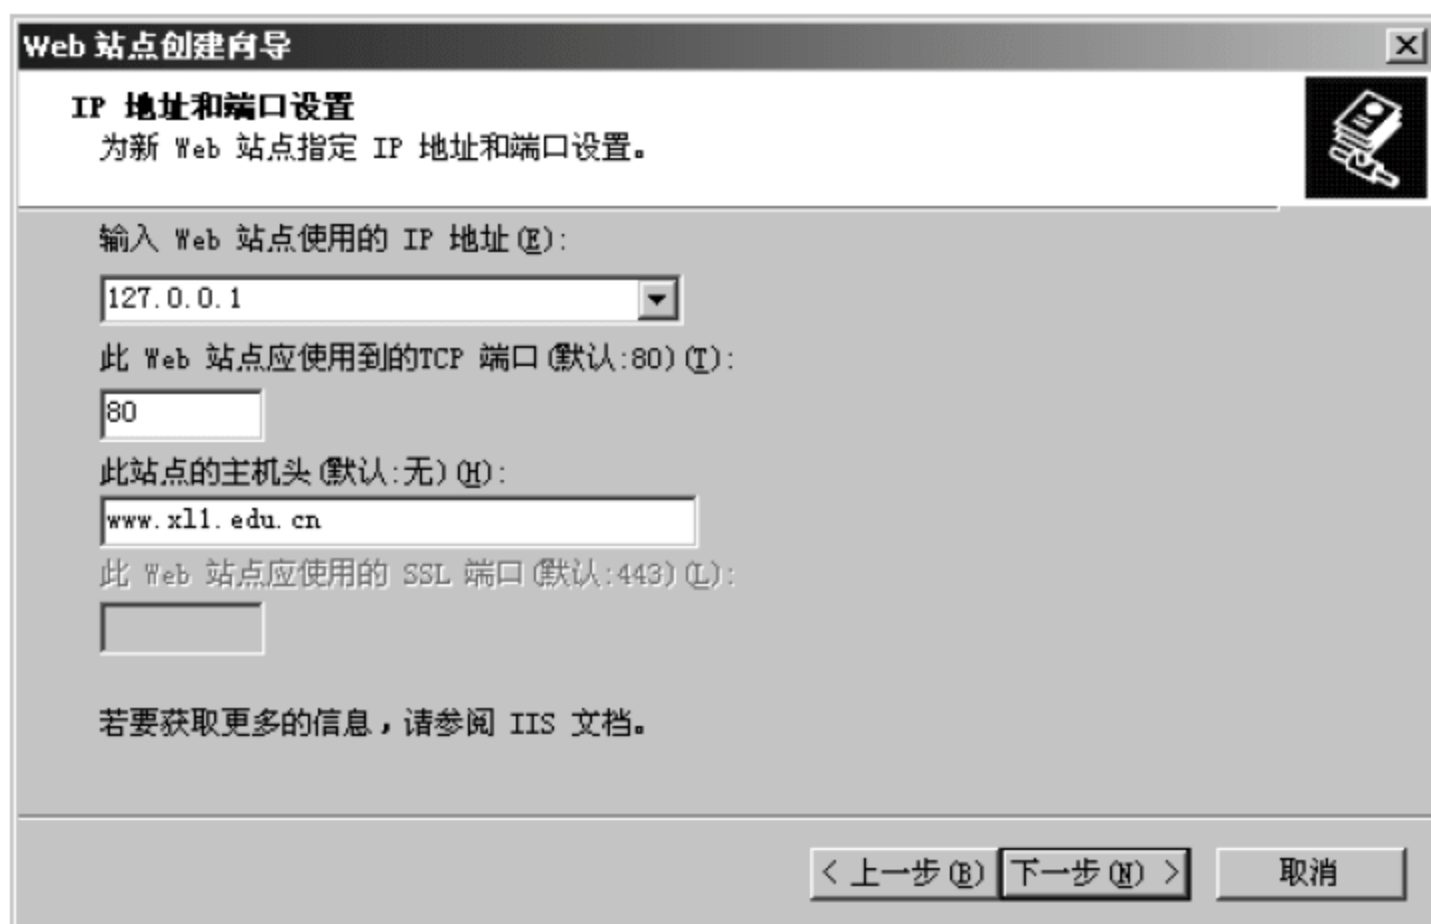 Web 站点创建向导
IP 地址和端口设置
为新 Web 站点指定 IP 地址和端口设置。
输入 Web 站点使用的 IP 地址(E):
127.0.0.1
此 Web 站点应使用到的TCP 端口(默认:80)(T):
80
此站点的主机头(默认:无)(H):
www.xl1.edu.cn
此 Web 站点应使用的 SSL 端口(默认:443)(L):
若要获取更多的信息,请参阅 IIS 文档。
< 上一步(B) 下一步(N) > 取消